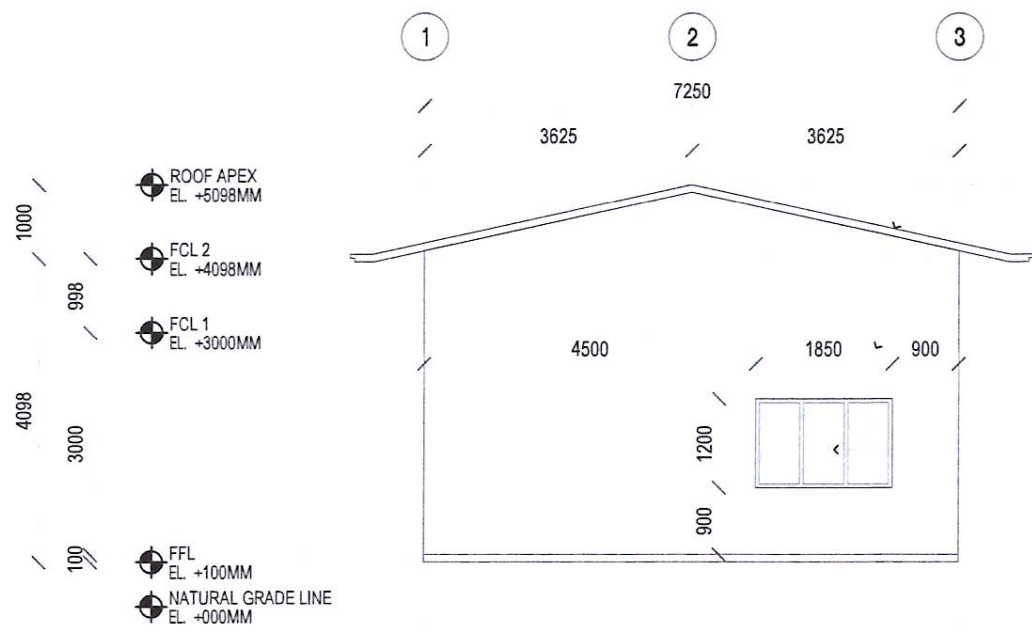 1
2
3
7250
3625
3625
ROOF APEX
EL. +5098MM
1000
FCL 2
EL. +4098MM
998
FCL 1
EL. +3000MM
4500
1850
900
4098
3000
1200
900
100
FFL
EL. +100MM
NATURAL GRADE LINE
EL. +000MM